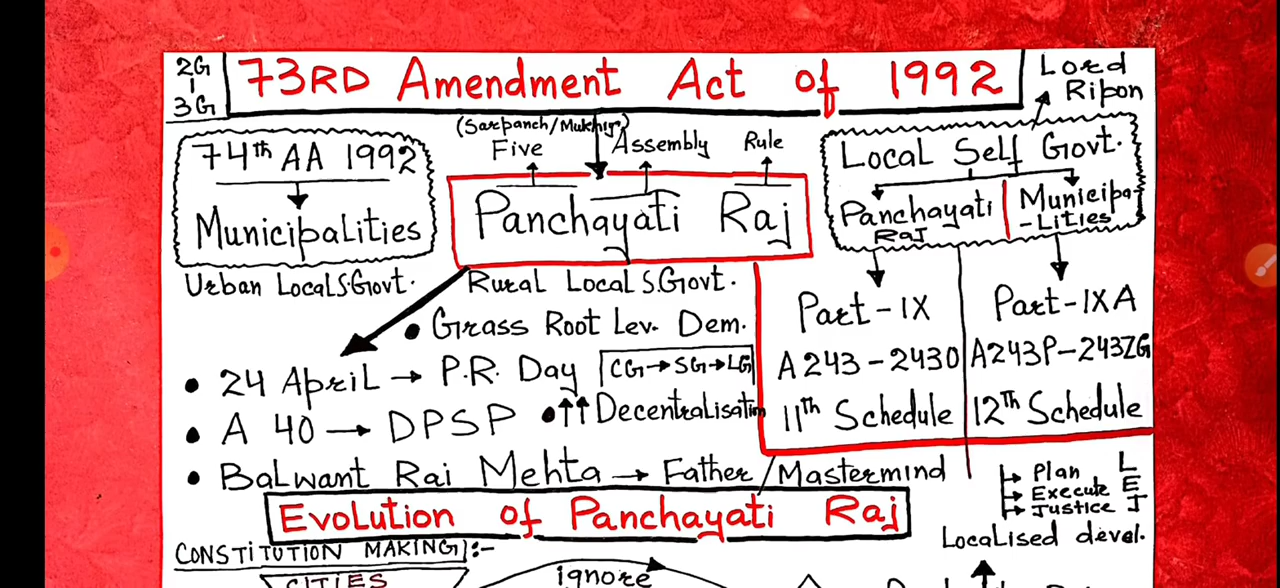 2G
3G
73RD Amendment Act of 1992
Lord Ripon
74th AA 1992
Municipalities
Urban Local S.Govt.
(Sarpanch/Mukhiya)
Five Assembly Rule
Panchayati Raj
Rural Local S.Govt.
Local Self Govt.
Panchayati Raj
Municipa-
-lities
Part-IX
A 243-243O
11th Schedule
Part-IXA
A243P-243ZG
12th Schedule
• Grass Root Lev. Dem.
• 24 April → P.R. Day
CG→SG→LG
• A 40 → DPSP
• ↑↑ Decentralisation
• Balwant Rai Mehta → Father/Mastermind
Plan L
Execute E
Justice J
Localised devel.
Evolution of Panchayati Raj
CONSTITUTION MAKING:-
CITIES
ignore